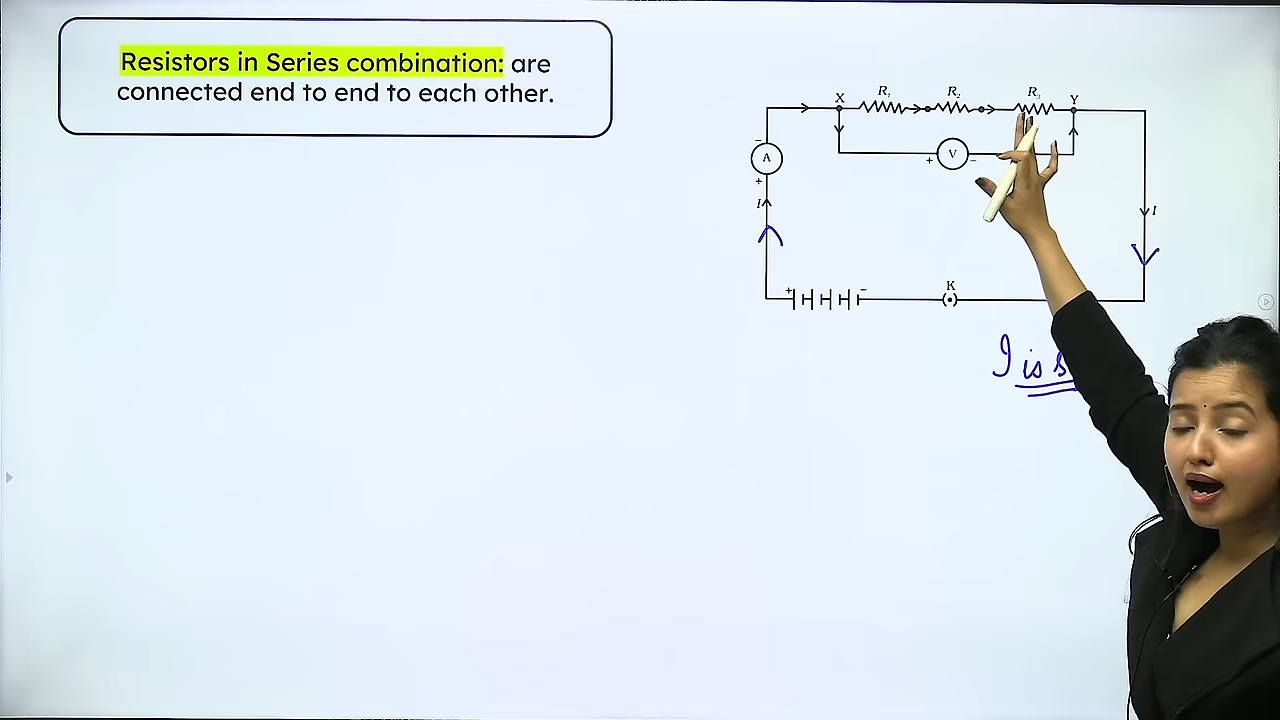 Resistors in Series combination: are
connected end to end to each other.
X R₁ R₂ R₃ Y
+ V −
−
A
+
I
I
+ −
K
I is